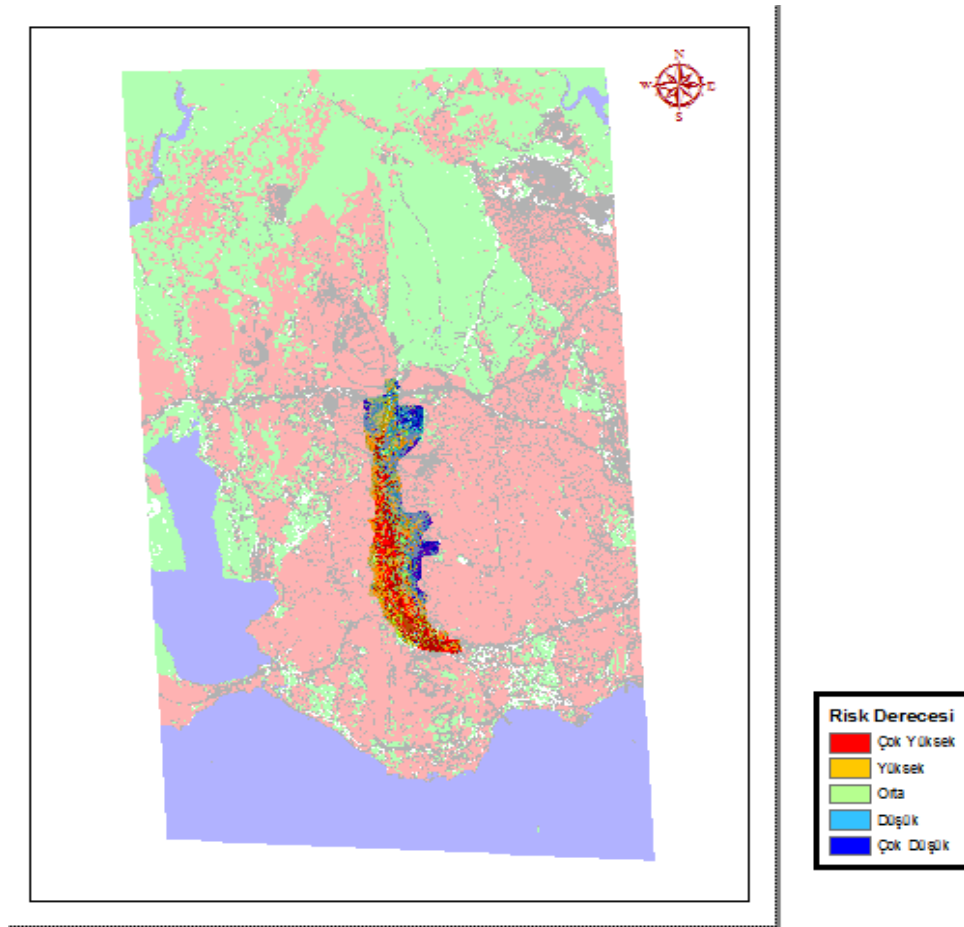 N
W E
S
Risk Derecesi
Çok Yüksek
Yüksek
Orta
Düşük
Çok Düşük